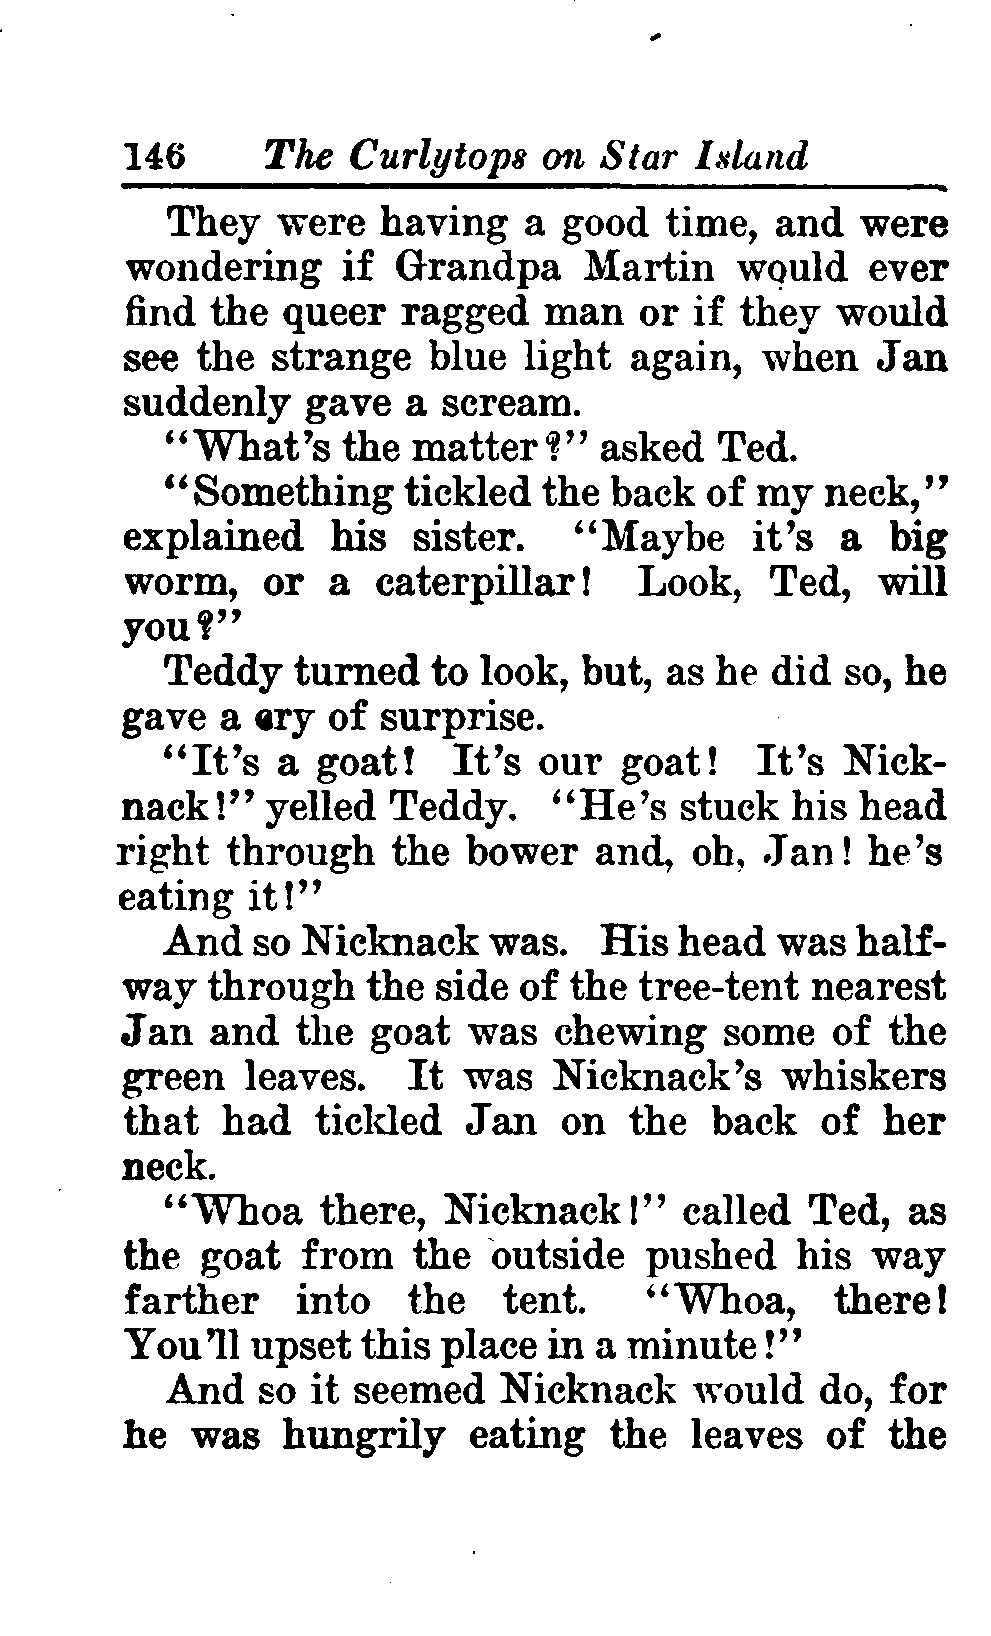 146 The Curlytops on Star Island
They were having a good time, and were
wondering if Grandpa Martin would ever
find the queer ragged man or if they would
see the strange blue light again, when Jan
suddenly gave a scream.
"What's the matter?" asked Ted.
"Something tickled the back of my neck,"
explained his sister. "Maybe it's a big
worm, or a caterpillar! Look, Ted, will
you?"
Teddy turned to look, but, as he did so, he
gave a cry of surprise.
"It's a goat! It's our goat! It's Nick-
nack!" yelled Teddy. "He's stuck his head
right through the bower and, oh, Jan! he's
eating it!"
And so Nicknack was. His head was half-
way through the side of the tree-tent nearest
Jan and the goat was chewing some of the
green leaves. It was Nicknack's whiskers
that had tickled Jan on the back of her
neck.
"Whoa there, Nicknack!" called Ted, as
the goat from the outside pushed his way
farther into the tent. "Whoa, there!
You'll upset this place in a minute!"
And so it seemed Nicknack would do, for
he was hungrily eating the leaves of the